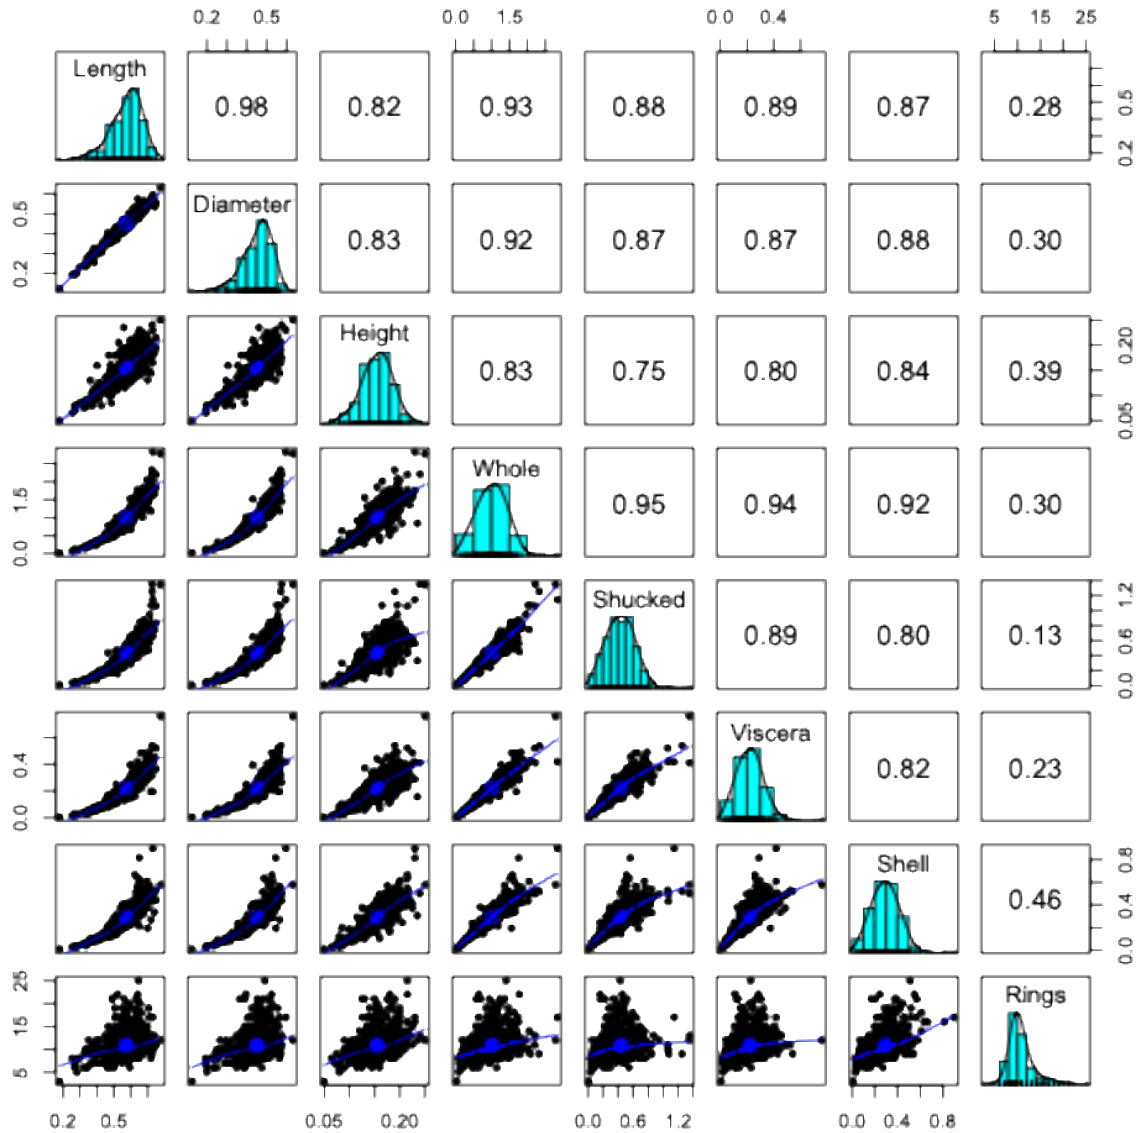 0.2 0.5 0.0 1.5 0.0 0.4 5 15 25
Length 0.98 0.82 0.93 0.88 0.89 0.87 0.28 0.2 0.5
0.2 0.5 Diameter 0.83 0.92 0.87 0.87 0.88 0.30
Height 0.83 0.75 0.80 0.84 0.39 0.05 0.20
0.0 1.5 Whole 0.95 0.94 0.92 0.30
Shucked 0.89 0.80 0.13 0.0 0.6 1.2
0.0 0.4 Viscera 0.82 0.23
Shell 0.46 0.0 0.4 0.8
5 15 25 Rings
0.2 0.5 0.05 0.20 0.0 0.6 1.2 0.0 0.4 0.8